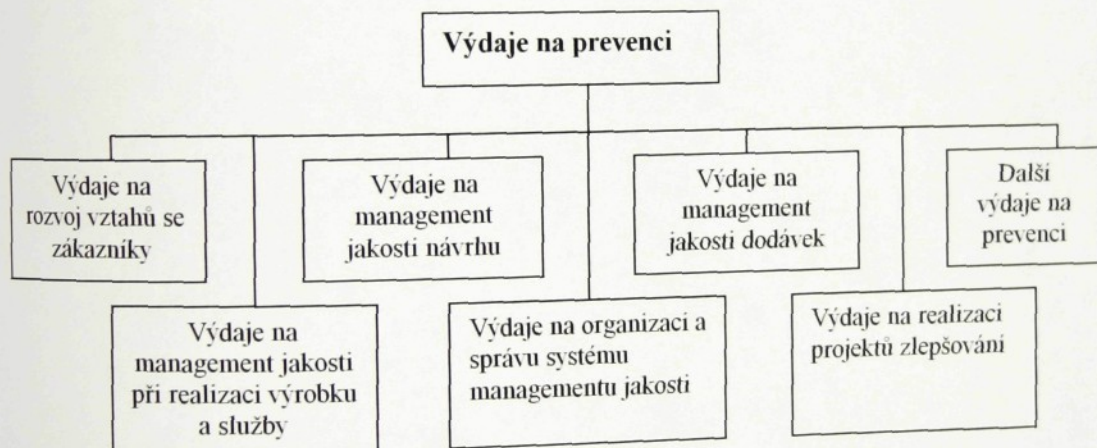 Výdaje na prevenci
Výdaje na
rozvoj vztahů se
zákazníky
Výdaje na
management
jakosti návrhu
Výdaje na
management
jakosti dodávek
Další
výdaje na
prevenci
Výdaje na
management jakosti
při realizaci výrobku
a služby
Výdaje na organizaci a
správu systému
managementu jakosti
Výdaje na realizaci
projektů zlepšování